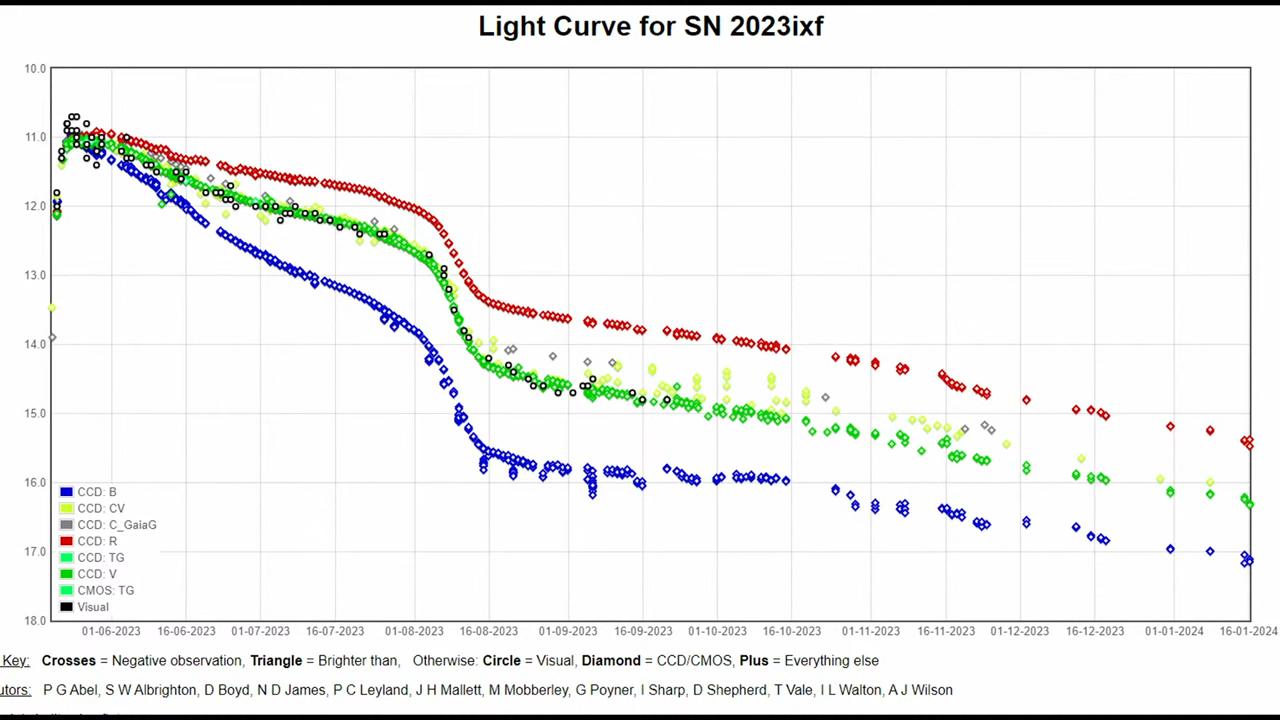 Light Curve for SN 2023ixf
10.0
11.0
12.0
13.0
14.0
15.0
16.0
17.0
18.0
CCD: B
CCD: CV
CCD: C_GaiaG
CCD: R
CCD: TG
CCD: V
CMOS: TG
Visual
01-06-2023 16-06-2023 01-07-2023 16-07-2023 01-08-2023 16-08-2023 01-09-2023 16-09-2023 01-10-2023 16-10-2023 01-11-2023 16-11-2023 01-12-2023 16-12-2023 01-01-2024 16-01-2024
Key: Crosses = Negative observation, Triangle = Brighter than, Otherwise: Circle = Visual, Diamond = CCD/CMOS, Plus = Everything else
utors: P G Abel, S W Albrighton, D Boyd, N D James, P C Leyland, J H Mallett, M Mobberley, G Poyner, I Sharp, D Shepherd, T Vale, I L Walton, A J Wilson